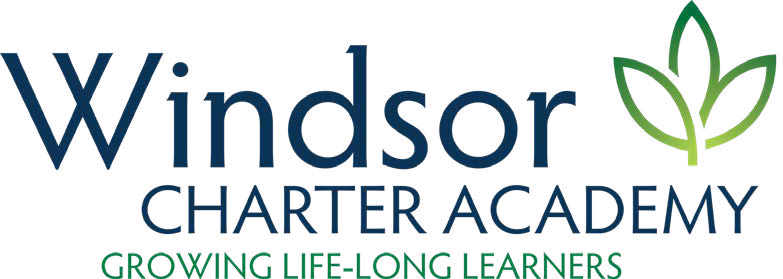 Windsor
CHARTER ACADEMY
GROWING LIFE-LONG LEARNERS